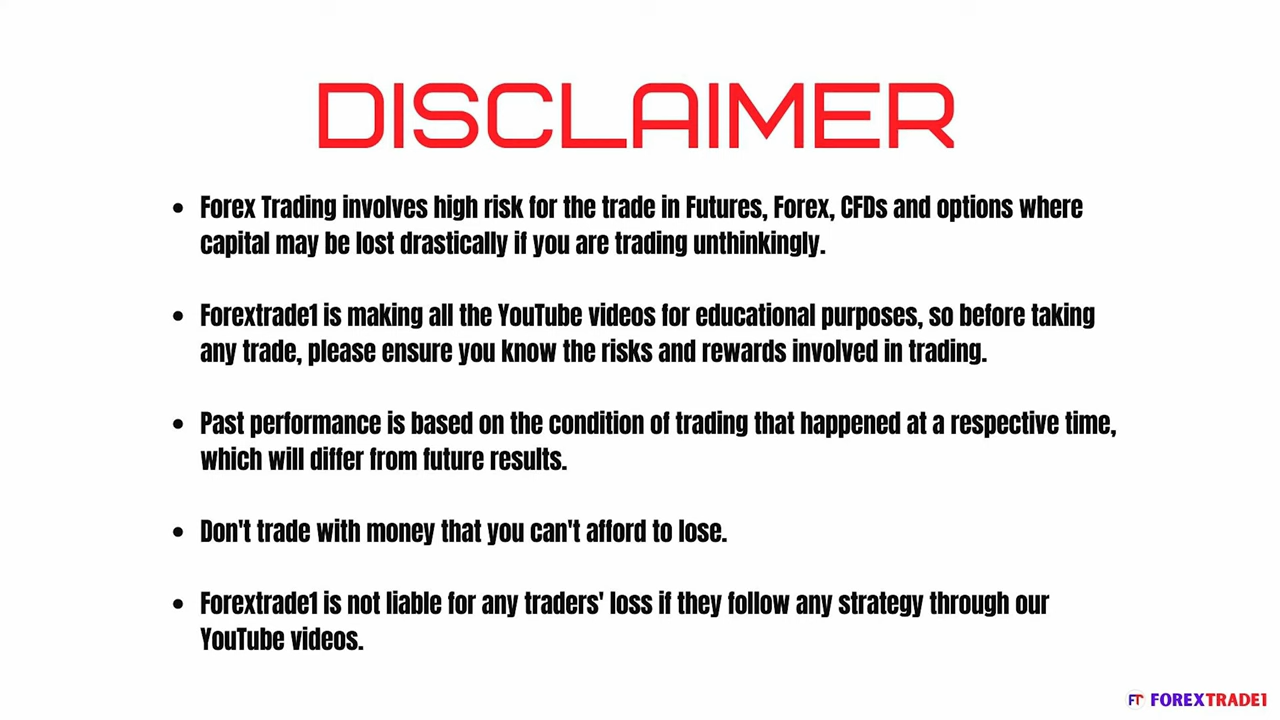 DISCLAIMER
• Forex Trading involves high risk for the trade in Futures, Forex, CFDs and options where
capital may be lost drastically if you are trading unthinkingly.
• Forextrade1 is making all the YouTube videos for educational purposes, so before taking
any trade, please ensure you know the risks and rewards involved in trading.
• Past performance is based on the condition of trading that happened at a respective time,
which will differ from future results.
• Don't trade with money that you can't afford to lose.
• Forextrade1 is not liable for any traders' loss if they follow any strategy through our
YouTube videos.
FT FOREXTRADE1